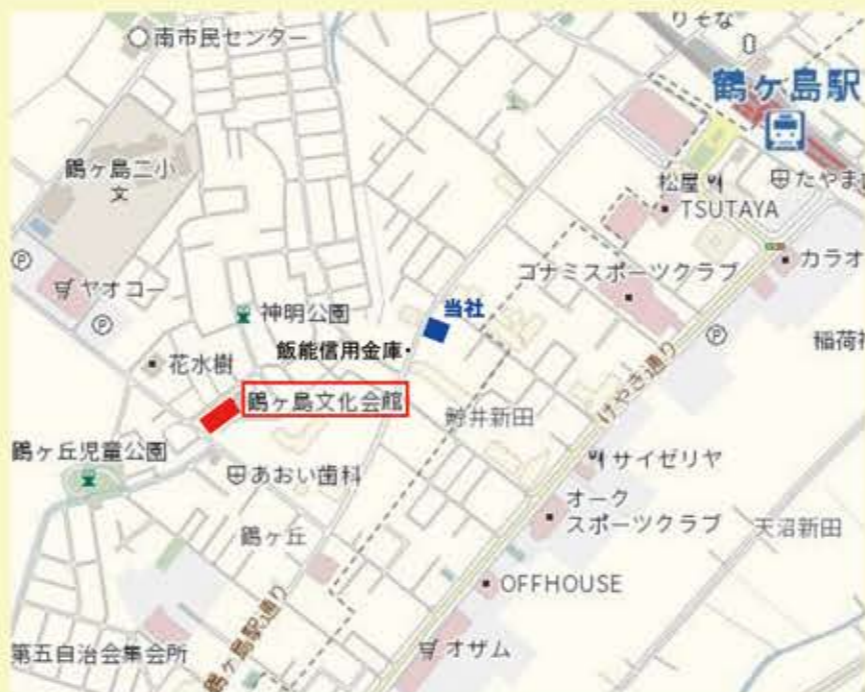 りそな
南市民センター
鶴ヶ島駅
鶴ヶ島二小
文
松屋
たやま
TSUTAYA
カラオ
コナミスポーツクラブ
ヤオコー
神明公園
当社
飯能信用金庫
稲荷
花水樹
けやき通り
鶴ヶ島文化会館
鯨井新田
鶴ヶ丘児童公園
あおい歯科
サイゼリヤ
オーク
スポーツクラブ
天沼新田
鶴ヶ丘
OFFHOUSE
鶴ヶ島駅通り
第五自治会集会所
オザム